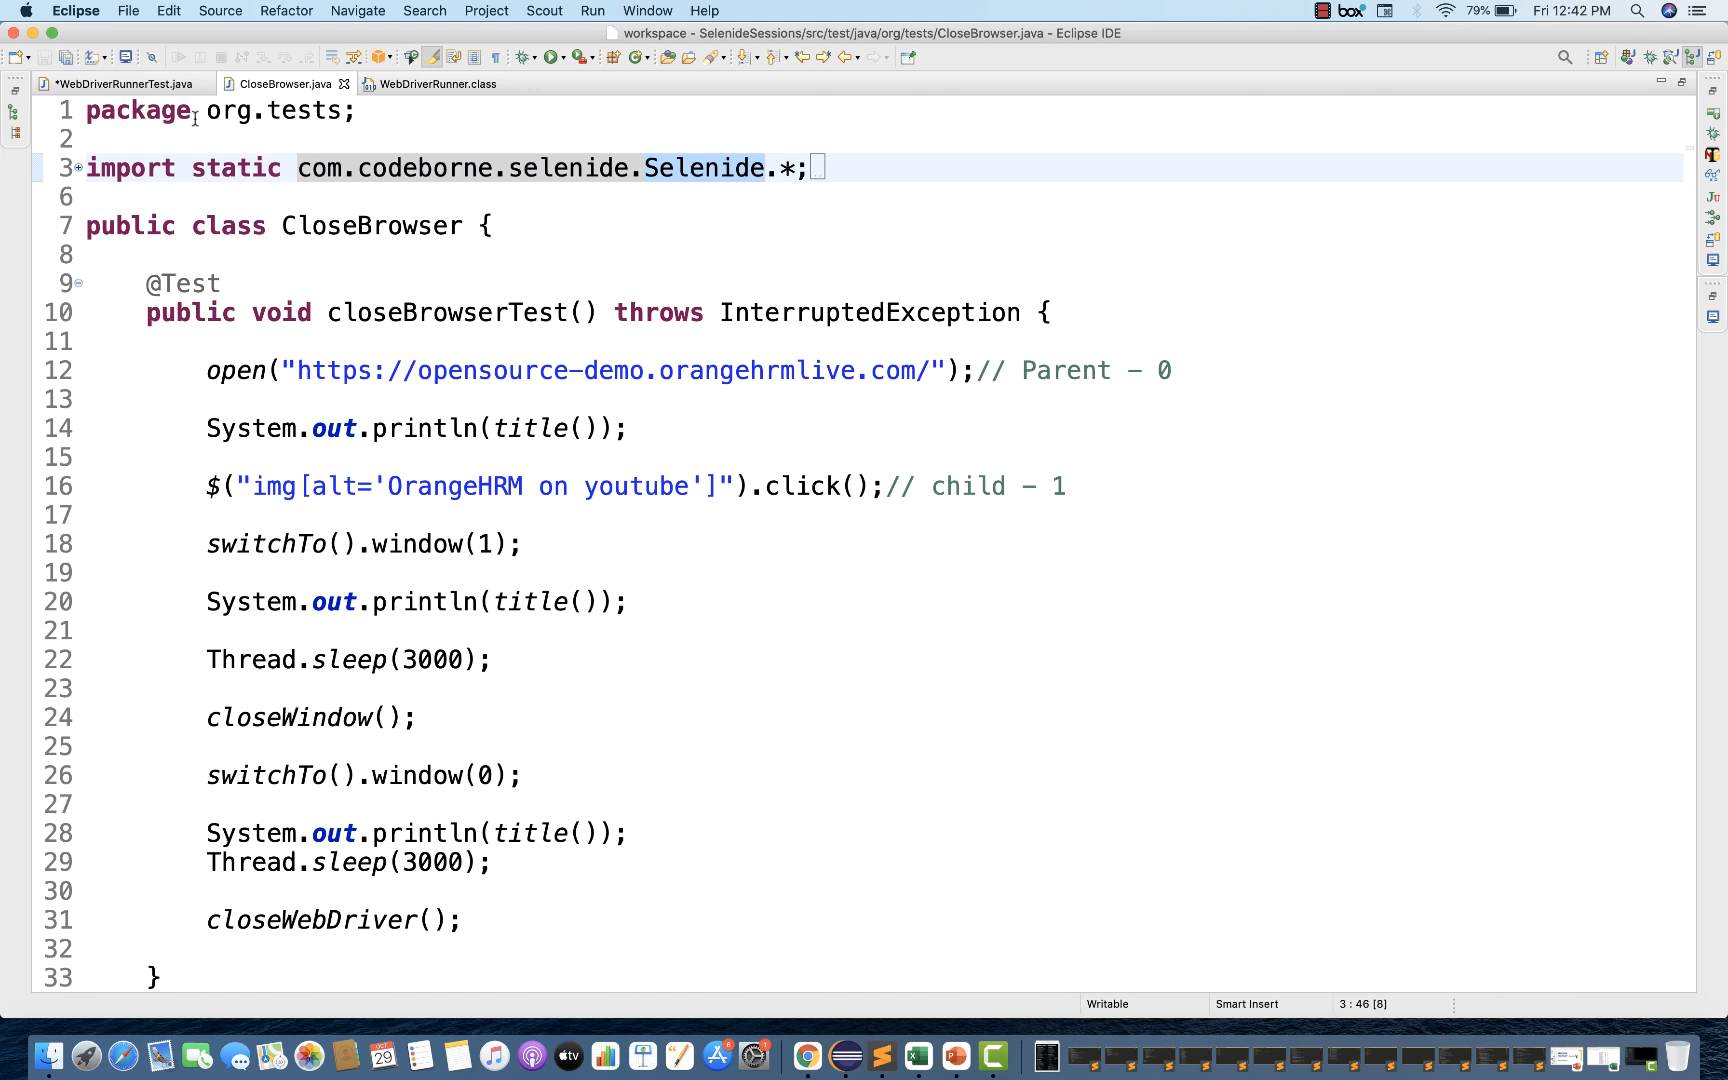 Eclipse File Edit Source Refactor Navigate Search Project Scout Run Window Help box 79% Fri 12:42 PM
workspace - SelenideSessions/src/test/java/org/tests/CloseBrowser.java - Eclipse IDE
*WebDriverRunnerTest.java CloseBrowser.java WebDriverRunner.class
1 package org.tests;
2
3 import static com.codeborne.selenide.Selenide.*;
6
7 public class CloseBrowser {
8
9 @Test
10 public void closeBrowserTest() throws InterruptedException {
11
12 open("https://opensource-demo.orangehrmlive.com/");// Parent - 0
13
14 System.out.println(title());
15
16 $("img[alt='OrangeHRM on youtube']").click();// child - 1
17
18 switchTo().window(1);
19
20 System.out.println(title());
21
22 Thread.sleep(3000);
23
24 closeWindow();
25
26 switchTo().window(0);
27
28 System.out.println(title());
29 Thread.sleep(3000);
30
31 closeWebDriver();
32
33 }
Writable Smart Insert 3 : 46 [8]
OCT 29 tv 8 1